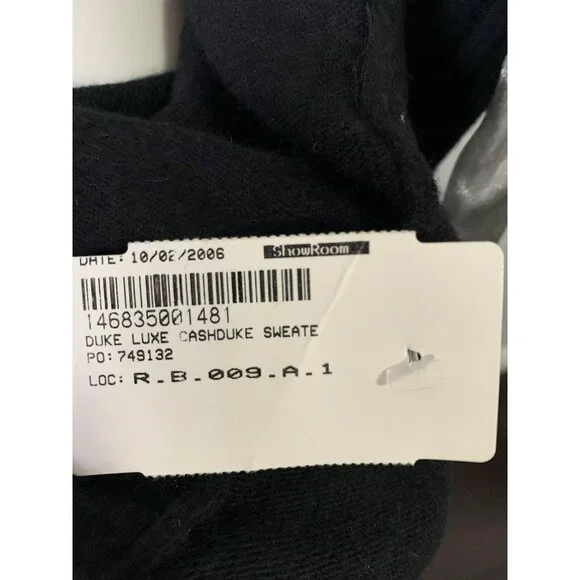 DATE: 10/02/2006 ShowRoom
146835001481
DUKE LUXE CASHDUKE SWEATE
PO: 749132
LOC: R.B.009.A.1